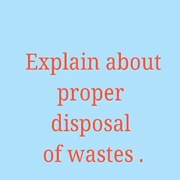 Explain about
proper
disposal
of wastes .